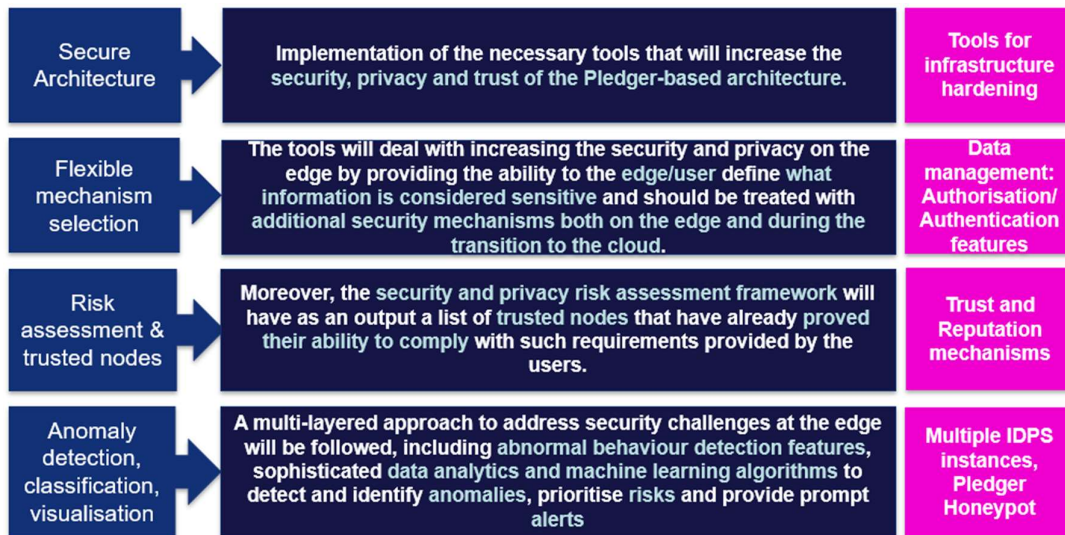 Secure
Architecture
Implementation of the necessary tools that will increase the
security, privacy and trust of the Pledger-based architecture.
Tools for
infrastructure
hardening
Flexible
mechanism
selection
The tools will deal with increasing the security and privacy on the
edge by providing the ability to the edge/user define what
information is considered sensitive and should be treated with
additional security mechanisms both on the edge and during the
transition to the cloud.
Data
management:
Authorisation/
Authentication
features
Risk
assessment &
trusted nodes
Moreover, the security and privacy risk assessment framework will
have as an output a list of trusted nodes that have already proved
their ability to comply with such requirements provided by the
users.
Trust and
Reputation
mechanisms
Anomaly
detection,
classification,
visualisation
A multi-layered approach to address security challenges at the edge
will be followed, including abnormal behaviour detection features,
sophisticated data analytics and machine learning algorithms to
detect and identify anomalies, prioritise risks and provide prompt
alerts
Multiple IDPS
instances,
Pledger
Honeypot